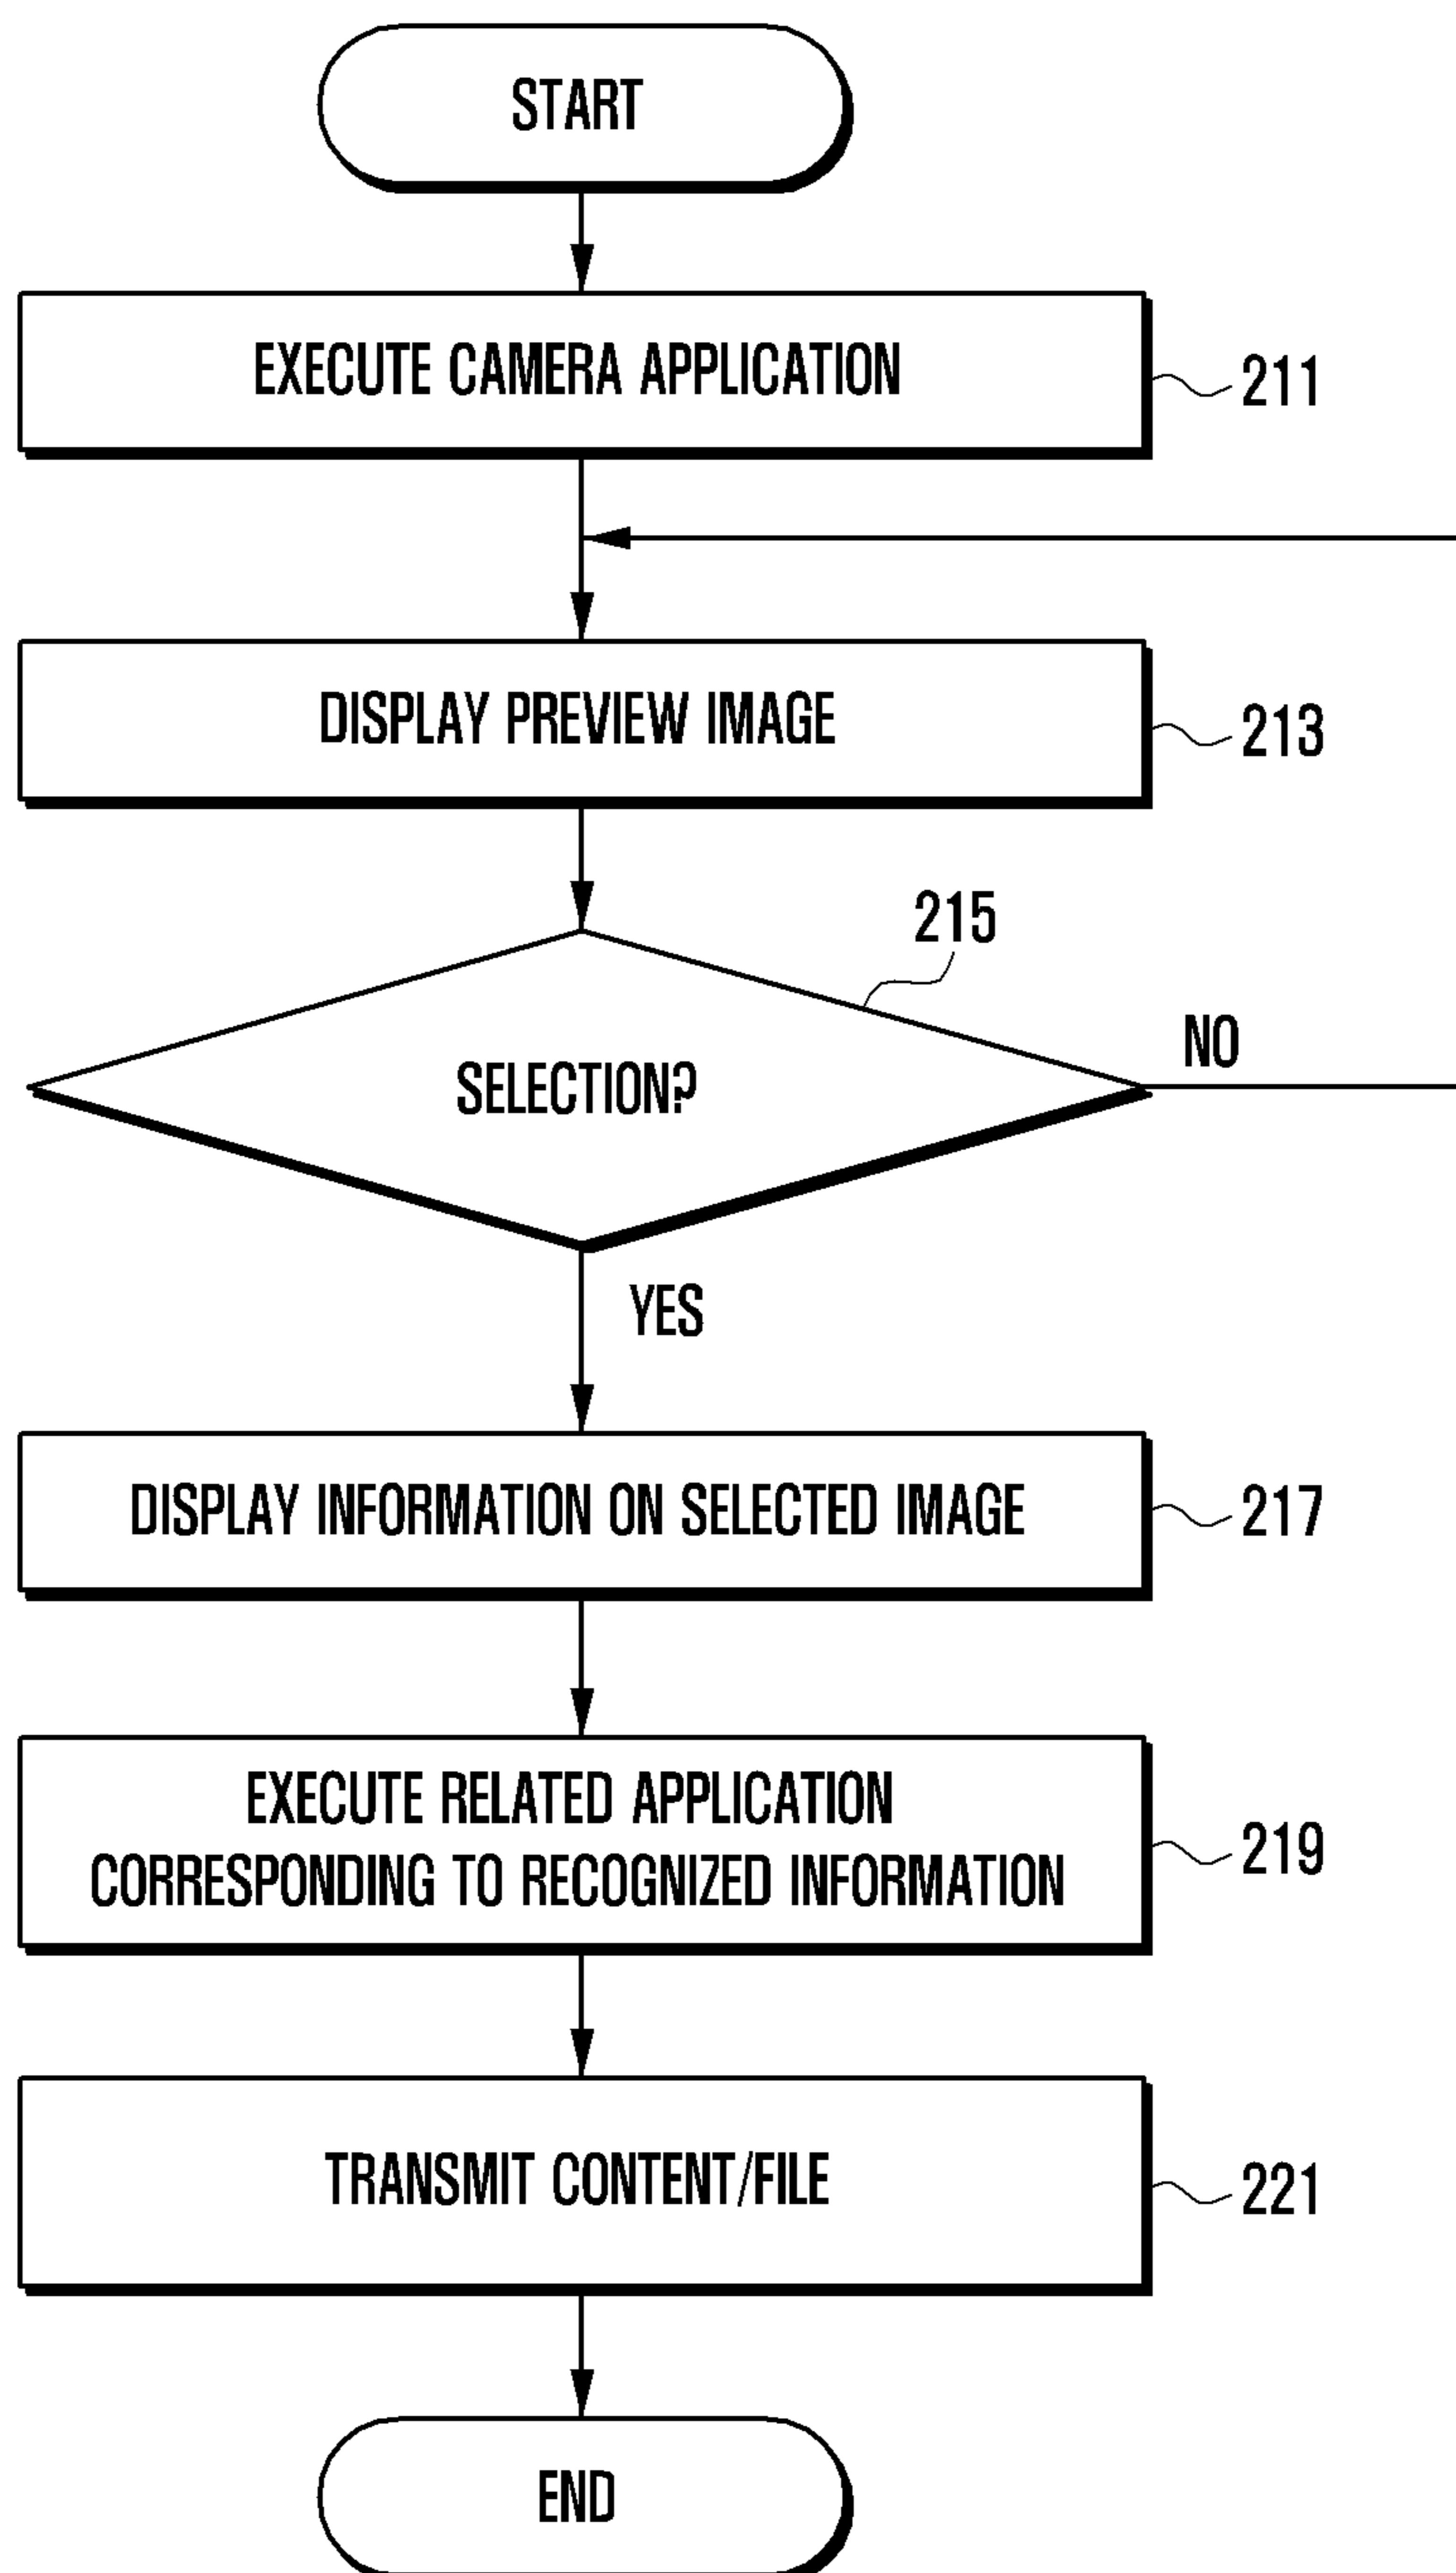 START
EXECUTE CAMERA APPLICATION
211
DISPLAY PREVIEW IMAGE
213
215
SELECTION?
NO
YES
DISPLAY INFORMATION ON SELECTED IMAGE
217
EXECUTE RELATED APPLICATION
CORRESPONDING TO RECOGNIZED INFORMATION
219
TRANSMIT CONTENT/FILE
221
END